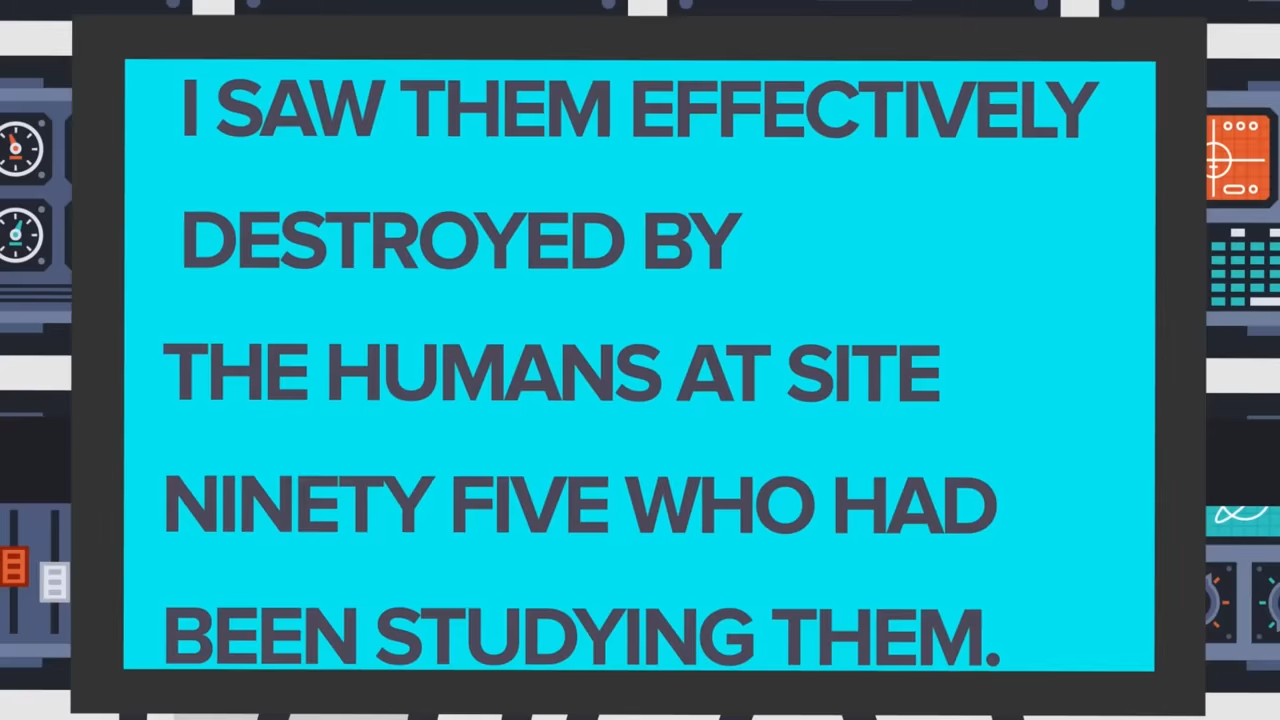 I SAW THEM EFFECTIVELY
DESTROYED BY
THE HUMANS AT SITE
NINETY FIVE WHO HAD
BEEN STUDYING THEM.